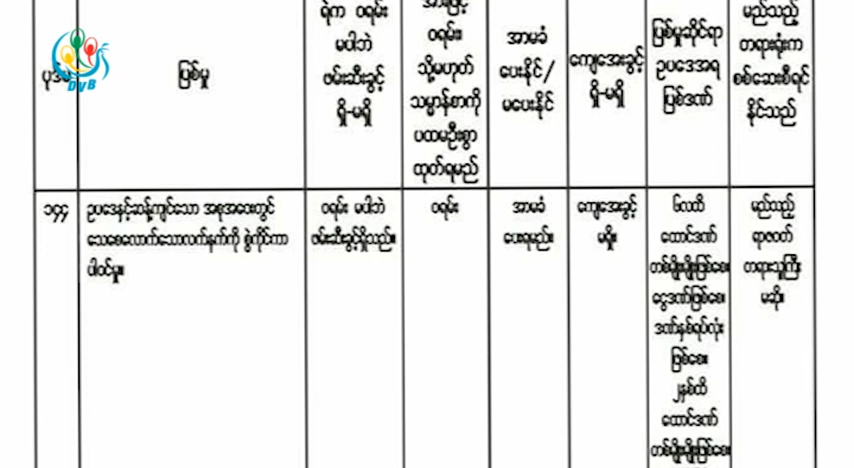 ပုဒ်မ
DVB
ပြစ်မှု
ရဲက ဝရမ်း
မပါဘဲ
ဖမ်းဆီးခွင့်
ရှိ-မရှိ
ဝရမ်း၊
သို့မဟုတ်
သမ္မာန်စာကို
ပထမဦးစွာ
ထုတ်ရမည်
အာမခံ
ပေးနိုင်/
မပေးနိုင်
ကျေအေးခွင့်
ရှိ-မရှိ
ပြစ်မှုဆိုင်ရာ
ဥပဒေအရ
ပြစ်ဒဏ်
မည်သည့်
တရားရုံးက
စစ်ဆေးစီရင်
နိုင်သည်
၁၄၄
ဥပဒေနှင့်ဆန့်ကျင်သော အစုအဝေးတွင်
သေစေလောက်သောလက်နက်ကို စွဲကိုင်ကာ
ပါဝင်မှု။
ဝရမ်း မပါဘဲ
ဖမ်းဆီးခွင့်ရှိသည်။
ဝရမ်း
အာမခံ
ပေးရမည်။
ကျေအေးခွင့်
မရှိ။
၆လထိ
ထောင်ဒဏ်
တစ်မျိုးမျိုးဖြစ်စေ၊
ငွေဒဏ်ဖြစ်စေ၊
ဒဏ်နှစ်ရပ်လုံး
ဖြစ်စေ။
၂နှစ်ထိ
ထောင်ဒဏ်
တစ်မျိုးမျိုးဖြစ်စေ၊
မည်သည့်
ရာဇဝတ်
တရားသူကြီး
မဆို။